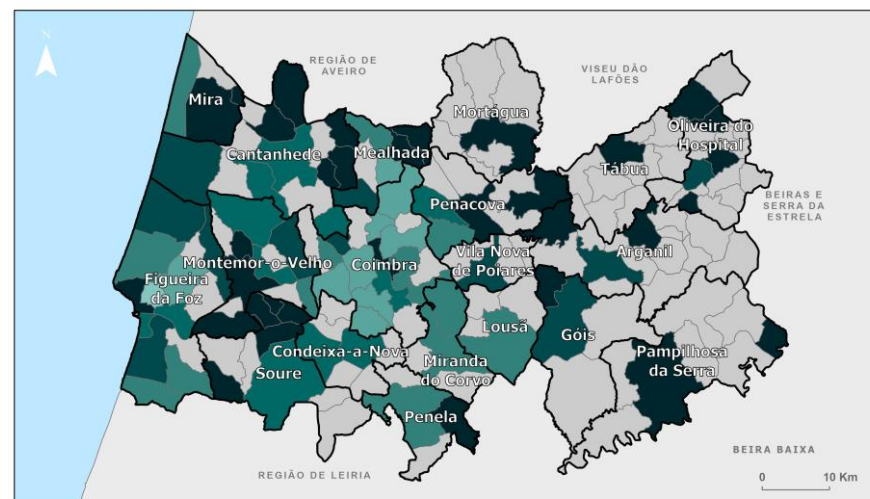 N
REGIÃO DE
AVEIRO
VISEU DÃO
LAFÕES
Mira
Mortágua
Oliveira do
Hospital
Cantanhede
Mealhada
Tábua
Penacova
BEIRAS E
SERRA DA
ESTRELA
Montemor-o-Velho
Coimbra
Vila Nova
de Poiares
Arganil
Figueira
da Foz
Lousã
Góis
Condeixa-a-Nova
Soure
Miranda
do Corvo
Pampilhosa
da Serra
Penela
BEIRA BAIXA
REGIÃO DE LEIRIA
0 10 Km